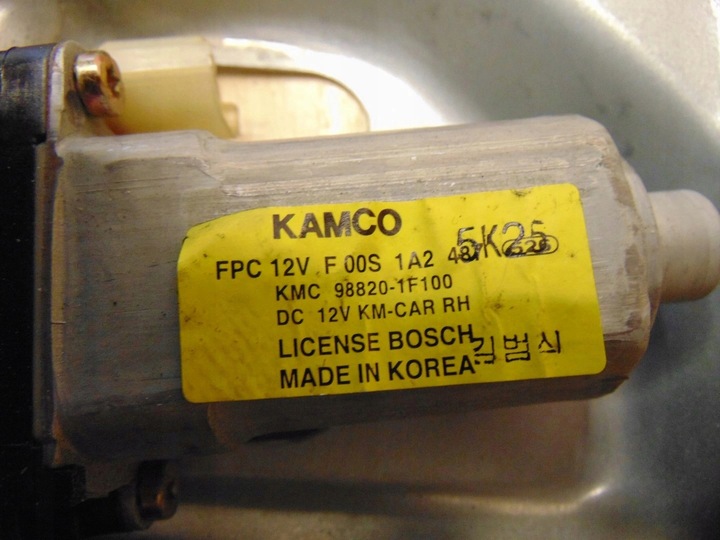 KAMCO
FPC 12V F 00S 1A2 5K25
KMC 98820-1F100
DC 12V KM-CAR RH
LICENSE BOSCH
MADE IN KOREA 김범식